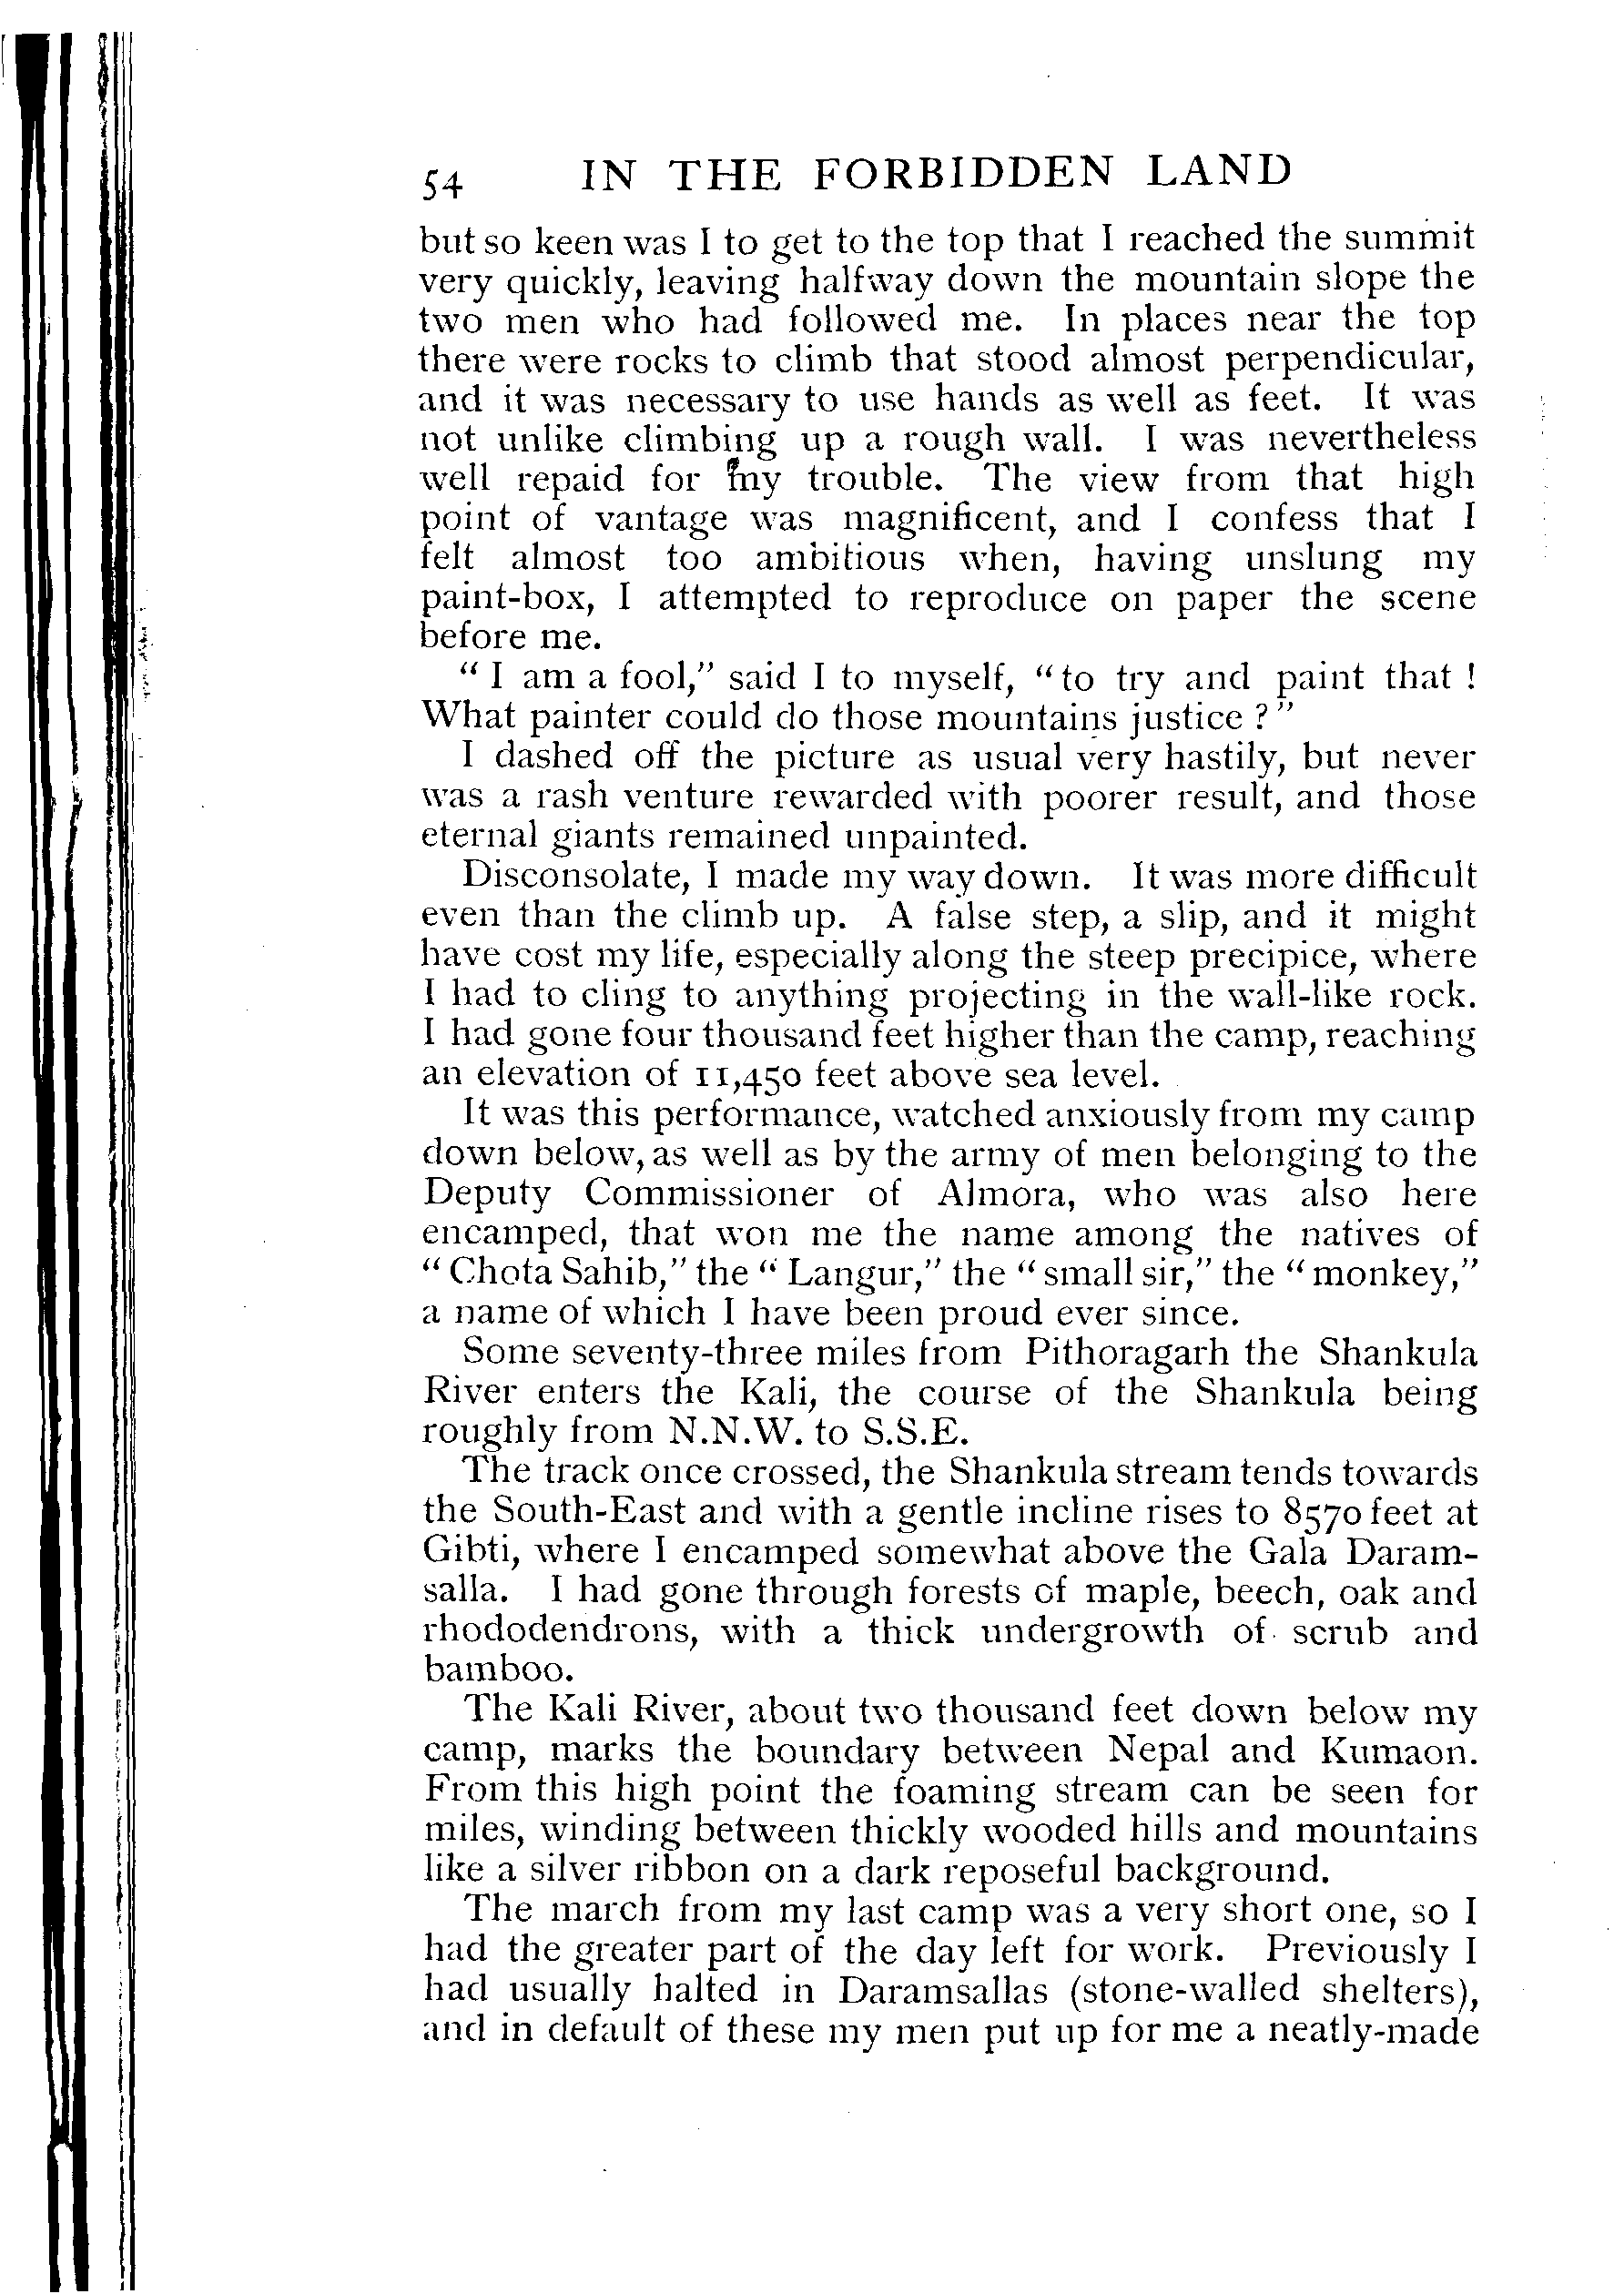 54 IN THE FORBIDDEN LAND
but so keen was I to get to the top that I reached the summit
very quickly, leaving halfway down the mountain slope the
two men who had followed me. In places near the top
there were rocks to climb that stood almost perpendicular,
and it was necessary to use hands as well as feet. It was
not unlike climbing up a rough wall. I was nevertheless
well repaid for my trouble. The view from that high
point of vantage was magnificent, and I confess that I
felt almost too ambitious when, having unslung my
paint-box, I attempted to reproduce on paper the scene
before me.
“ I am a fool,” said I to myself, “ to try and paint that !
What painter could do those mountains justice ? ”
I dashed off the picture as usual very hastily, but never
was a rash venture rewarded with poorer result, and those
eternal giants remained unpainted.
Disconsolate, I made my way down. It was more difficult
even than the climb up. A false step, a slip, and it might
have cost my life, especially along the steep precipice, where
I had to cling to anything projecting in the wall-like rock.
I had gone four thousand feet higher than the camp, reaching
an elevation of 11,450 feet above sea level.
It was this performance, watched anxiously from my camp
down below, as well as by the army of men belonging to the
Deputy Commissioner of Almora, who was also here
encamped, that won me the name among the natives of
“ Chota Sahib,” the “ Langur,” the “ small sir,” the “ monkey,”
a name of which I have been proud ever since.
Some seventy-three miles from Pithoragarh the Shankula
River enters the Kali, the course of the Shankula being
roughly from N.N.W. to S.S.E.
The track once crossed, the Shankula stream tends towards
the South-East and with a gentle incline rises to 8570 feet at
Gibti, where I encamped somewhat above the Gala Daram-
salla. I had gone through forests of maple, beech, oak and
rhododendrons, with a thick undergrowth of scrub and
bamboo.
The Kali River, about two thousand feet down below my
camp, marks the boundary between Nepal and Kumaon.
From this high point the foaming stream can be seen for
miles, winding between thickly wooded hills and mountains
like a silver ribbon on a dark reposeful background.
The march from my last camp was a very short one, so I
had the greater part of the day left for work. Previously I
had usually halted in Daramsallas (stone-walled shelters),
and in default of these my men put up for me a neatly-made